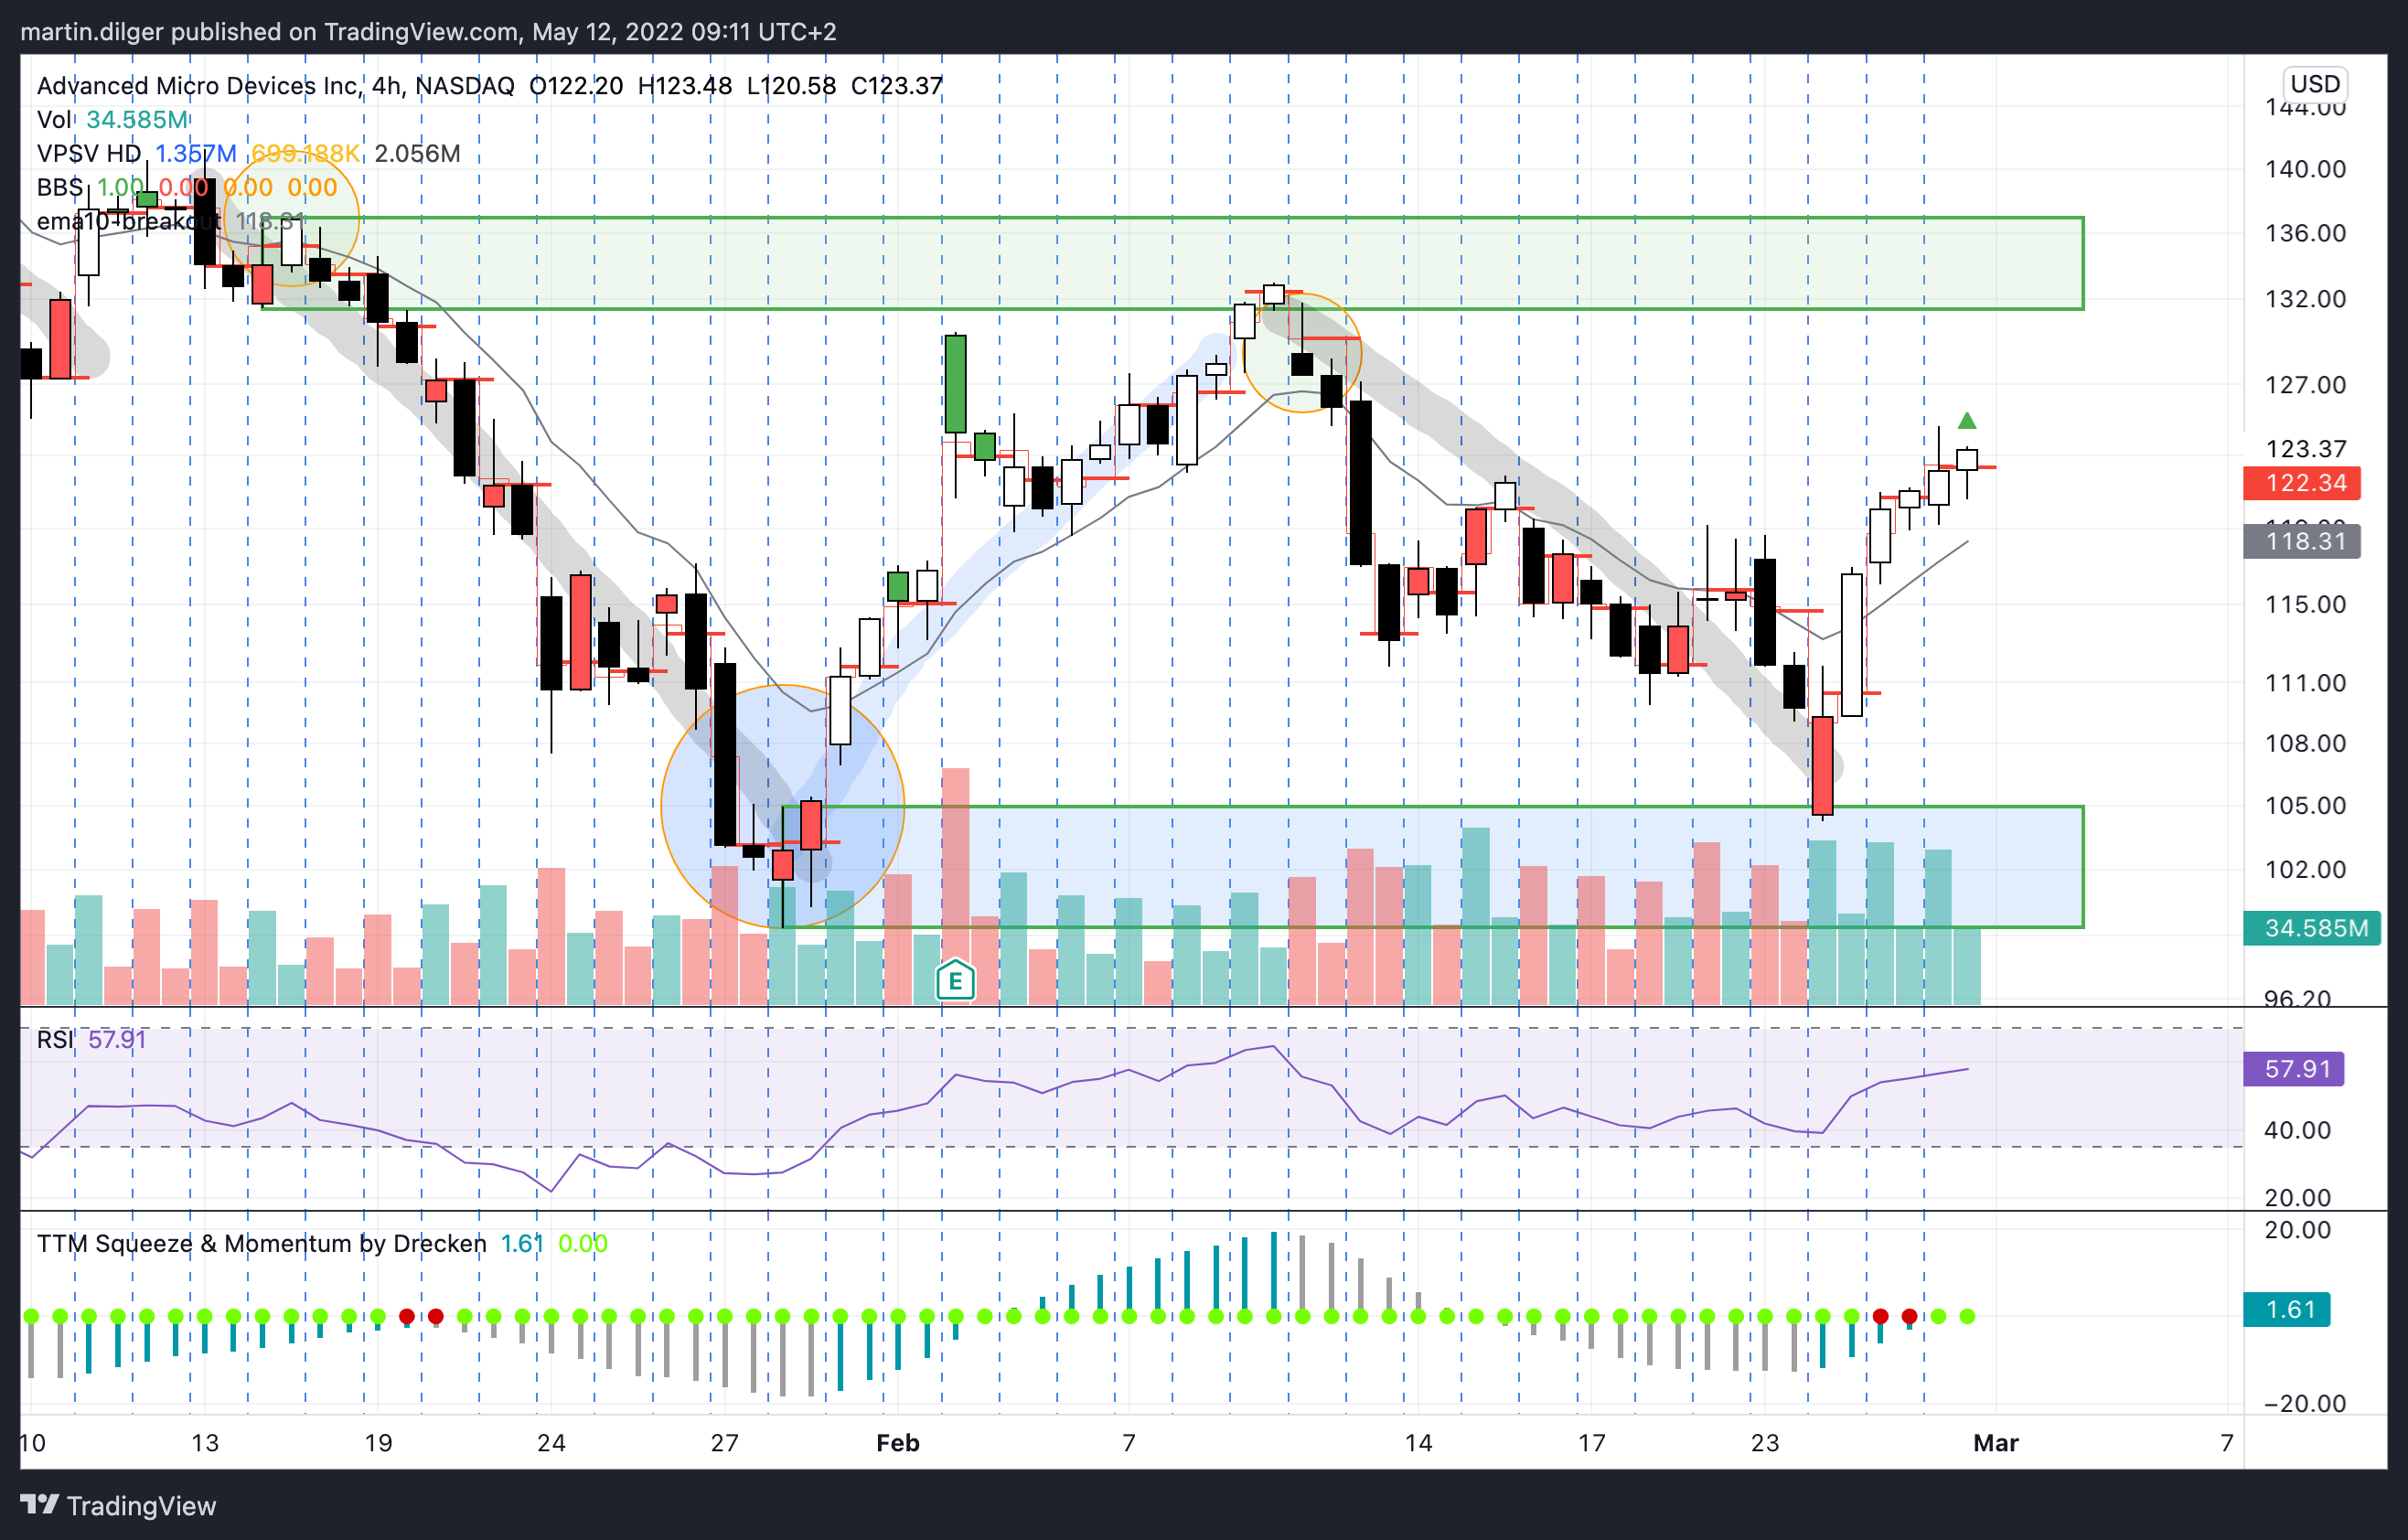 martin.dilger published on TradingView.com, May 12, 2022 09:11 UTC+2
Advanced Micro Devices Inc, 4h, NASDAQ O122.20 H123.48 L120.58 C123.37
Vol 34.585M
VPSV HD 1.357M 699.188K 2.056M
BBS 1.00 0.00 0.00 0.00
ema10-breakout 118.31
USD
144.00
140.00
136.00
132.00
127.00
123.37
122.34
118.31
115.00
111.00
108.00
105.00
102.00
34.585M
96.20
E
RSI 57.91
57.91
40.00
20.00
TTM Squeeze & Momentum by Drecken 1.61 0.00
20.00
1.61
−20.00
10 13 19 24 27 Feb 7 14 17 23 Mar 7
TradingView